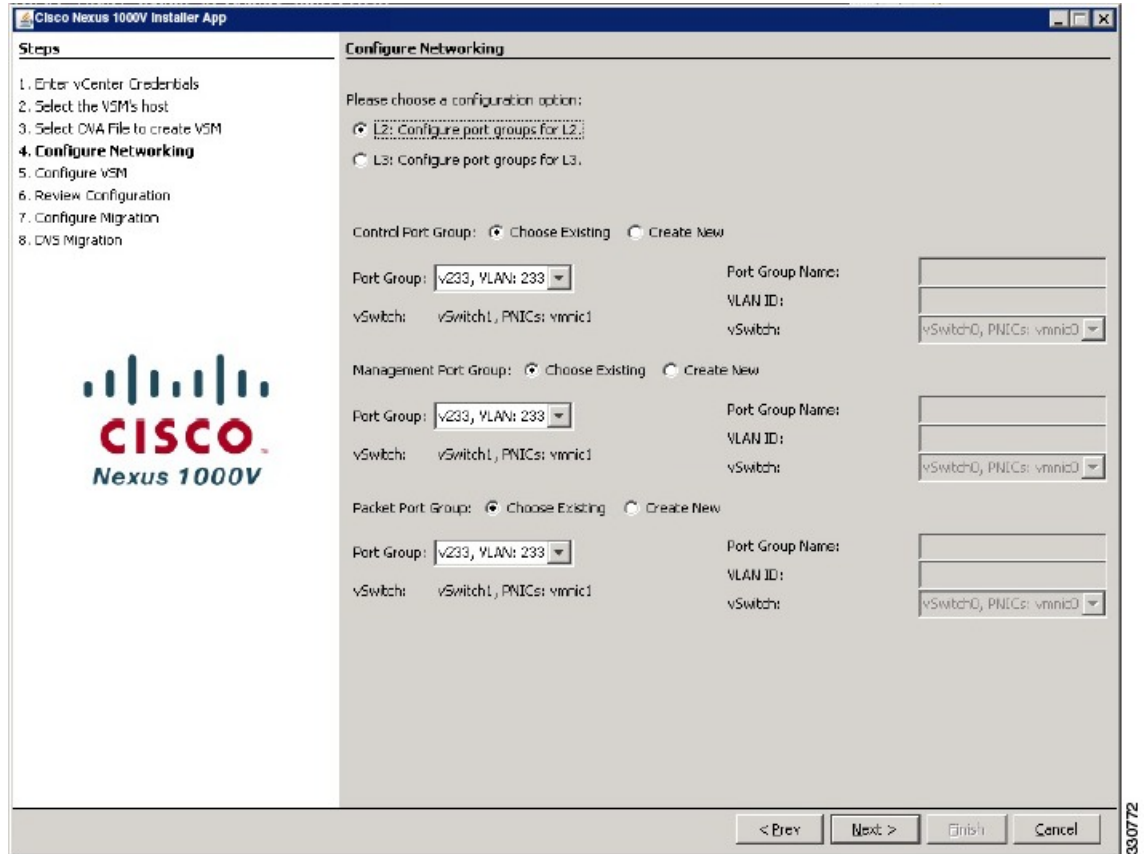 Cisco Nexus 1000V Installer App
Steps
1. Enter vCenter Credentials
2. Select the VSM's host
3. Select OVA File to create VSM
4. Configure Networking
5. Configure VSM
6. Review Configuration
7. Configure Migration
8. DVS Migration
CISCO
Nexus 1000V
Configure Networking
Please choose a configuration option:
L2: Configure port groups for L2.
L3: Configure port groups for L3.
Control Port Group: Choose Existing Create New
Port Group: v233, VLAN: 233 Port Group Name:
VLAN ID:
vSwitch: vSwitch1, PNICs: vmnic1 vSwitch: vSwitch0, PNICs: vmnic0
Management Port Group: Choose Existing Create New
Port Group: v233, VLAN: 233 Port Group Name:
VLAN ID:
vSwitch: vSwitch1, PNICs: vmnic1 vSwitch: vSwitch0, PNICs: vmnic0
Packet Port Group: Choose Existing Create New
Port Group: v233, VLAN: 233 Port Group Name:
VLAN ID:
vSwitch: vSwitch1, PNICs: vmnic1 vSwitch: vSwitch0, PNICs: vmnic0
< Prev Next > Finish Cancel
330772